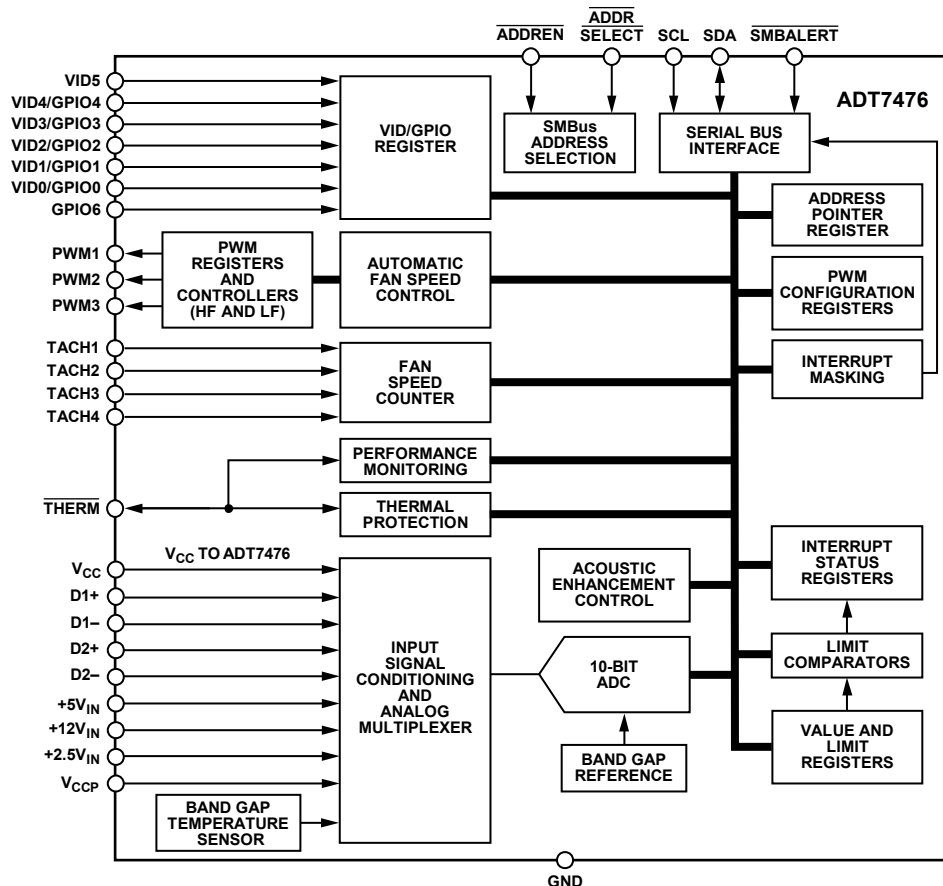 ADDREN
ADDR
SELECT
SCL
SDA
SMBALERT
ADT7476
VID5
VID4/GPIO4
VID3/GPIO3
VID2/GPIO2
VID1/GPIO1
VID0/GPIO0
GPIO6
VID/GPIO
REGISTER
SMBus
ADDRESS
SELECTION
SERIAL BUS
INTERFACE
ADDRESS
POINTER
REGISTER
PWM1
PWM2
PWM3
PWM
REGISTERS
AND
CONTROLLERS
(HF AND LF)
AUTOMATIC
FAN SPEED
CONTROL
PWM
CONFIGURATION
REGISTERS
TACH1
TACH2
TACH3
TACH4
FAN
SPEED
COUNTER
INTERRUPT
MASKING
PERFORMANCE
MONITORING
THERM
THERMAL
PROTECTION
VCC
VCC TO ADT7476
D1+
D1–
D2+
D2–
+5VIN
+12VIN
+2.5VIN
VCCP
INPUT
SIGNAL
CONDITIONING
AND
ANALOG
MULTIPLEXER
ACOUSTIC
ENHANCEMENT
CONTROL
INTERRUPT
STATUS
REGISTERS
10-BIT
ADC
LIMIT
COMPARATORS
BAND GAP
REFERENCE
VALUE AND
LIMIT
REGISTERS
BAND GAP
TEMPERATURE
SENSOR
GND